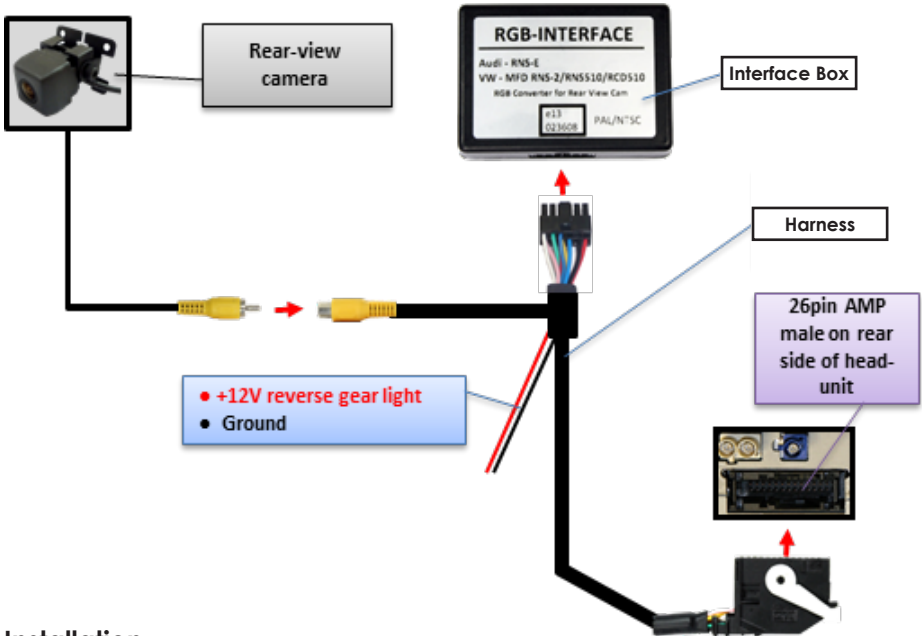 Rear-view
camera
RGB-INTERFACE
Audi - RNS-E
VW - MFD RNS-2/RNS510/RCD510
RGB Converter for Rear View Cam
e13
023608
PAL/NTSC
Interface Box
Harness
26pin AMP
male on rear
side of head-
unit
● +12V reverse gear light
● Ground
Installation